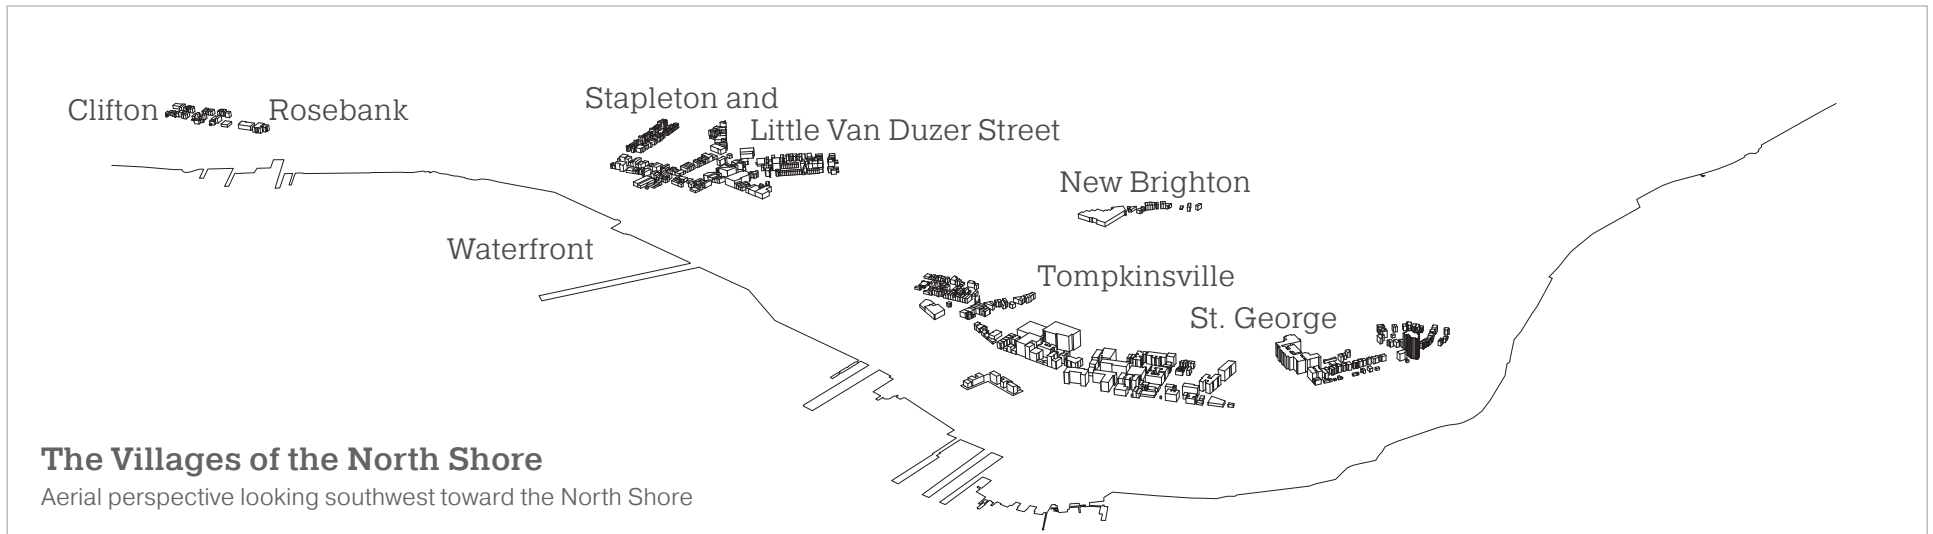 Clifton
Rosebank
Stapleton and
Little Van Duzer Street
New Brighton
Waterfront
Tompkinsville
St. George
The Villages of the North Shore
Aerial perspective looking southwest toward the North Shore